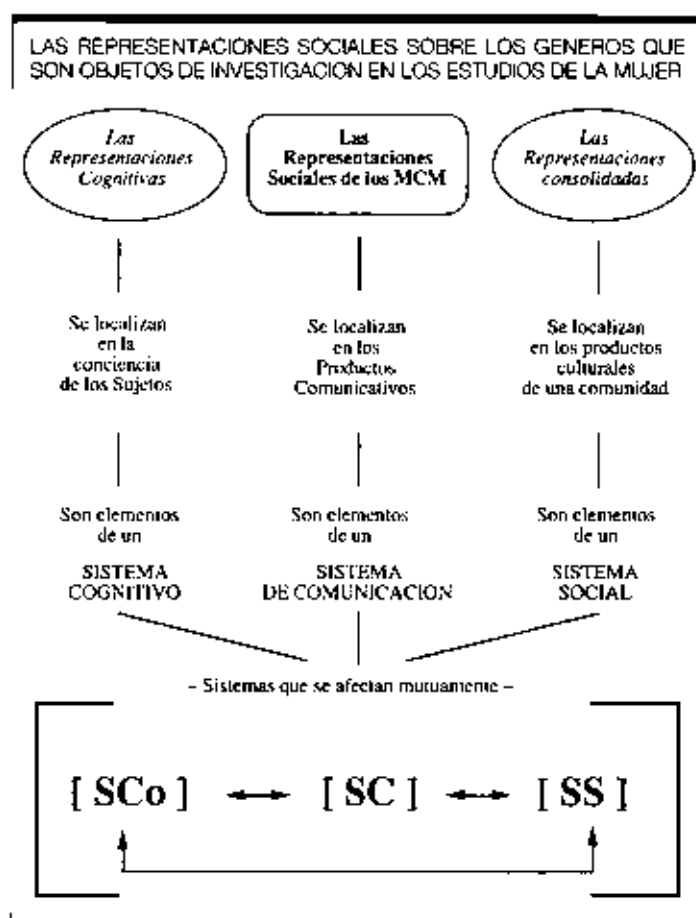 LAS REPRESENTACIONES SOCIALES SOBRE LOS GENEROS QUE
SON OBJETOS DE INVESTIGACION EN LOS ESTUDIOS DE LA MUJER
Las
Representaciones
Cognitivas
Las
Representaciones
Sociales de los MCM
Las
Representaciones
consolidadas
Se localizan
en la
conciencia
de los Sujetos
Se localizan
en los
Productos
Comunicativos
Se localizan
en los productos
culturales
de una comunidad
Son elementos
de un
SISTEMA
COGNITIVO
Son elementos
de un
SISTEMA
DE COMUNICACION
Son elementos
de un
SISTEMA
SOCIAL
– Sistemas que se afectan mutuamente –
[ SCo ] ↔ [ SC ] ↔ [ SS ]